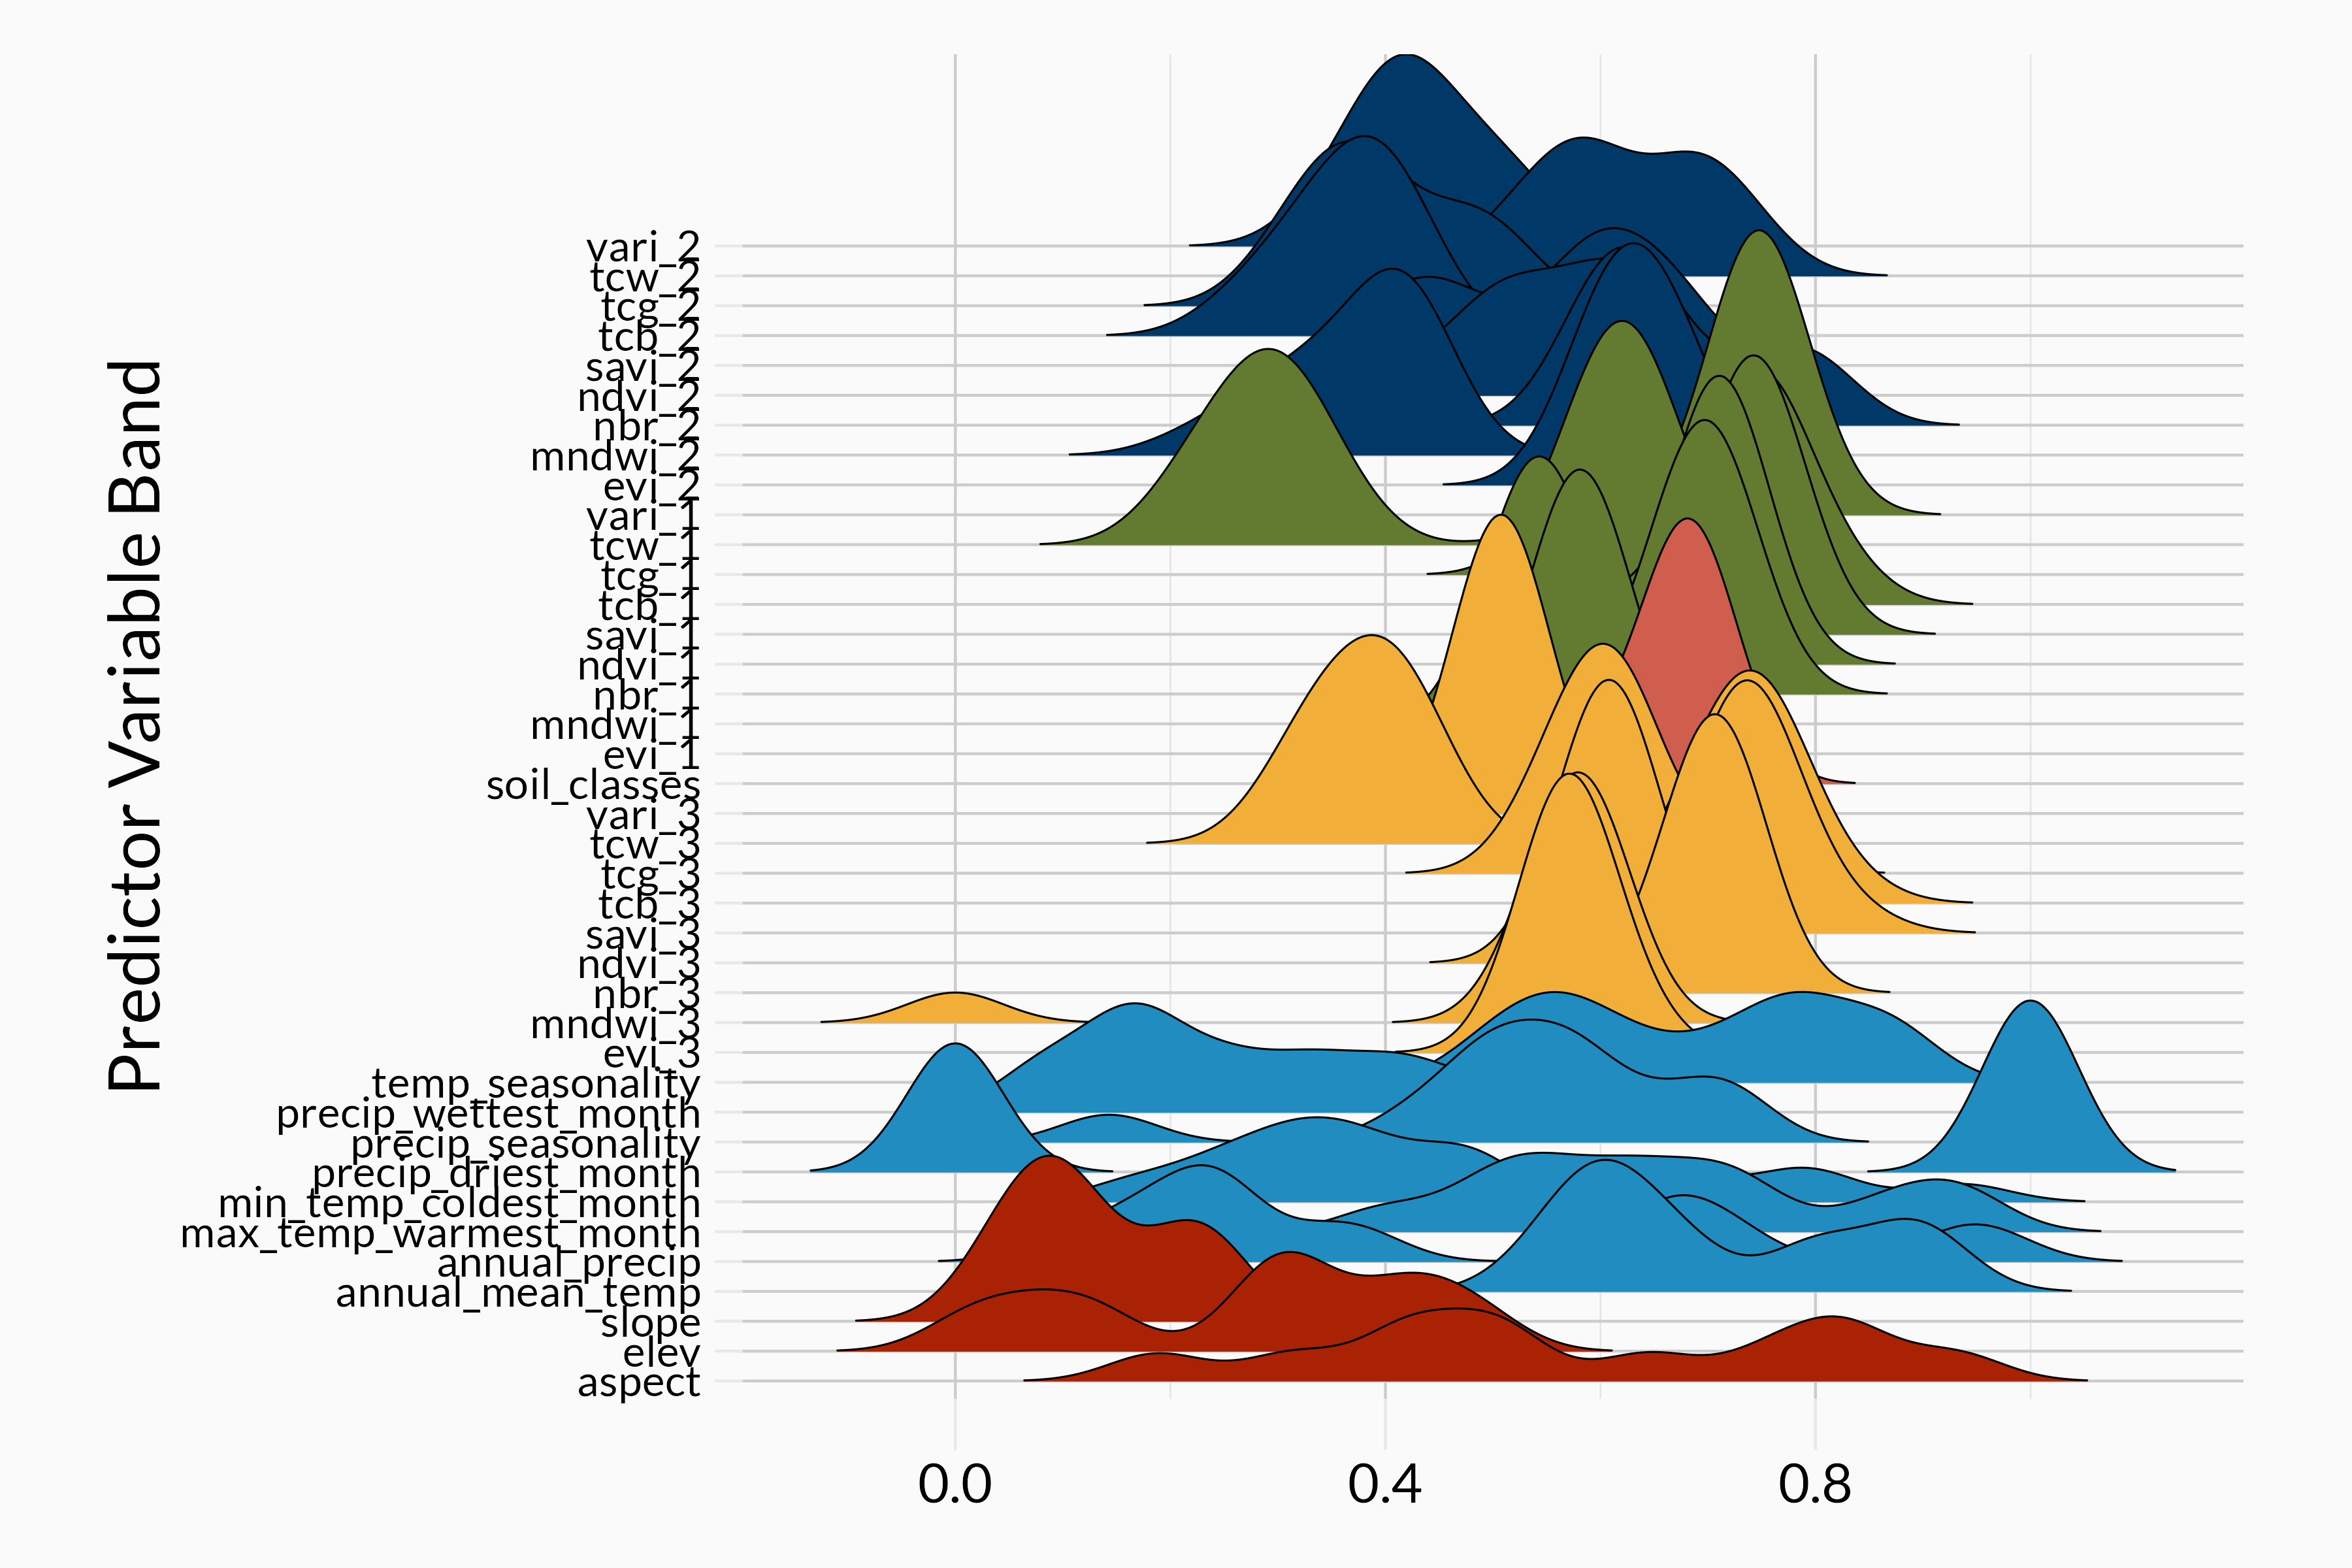 Predictor Variable Band
vari_2
tcw_2
tcg_2
tcb_2
savi_2
ndvi_2
nbr_2
mndwi_2
evi_2
vari_1
tcw_1
tcg_1
tcb_1
savi_1
ndvi_1
nbr_1
mndwi_1
evi_1
soil_classes
vari_3
tcw_3
tcg_3
tcb_3
savi_3
ndvi_3
nbr_3
mndwi_3
evi_3
temp_seasonality
precip_wettest_month
precip_seasonality
precip_driest_month
min_temp_coldest_month
max_temp_warmest_month
annual_precip
annual_mean_temp
slope
elev
aspect
0.0 0.4 0.8